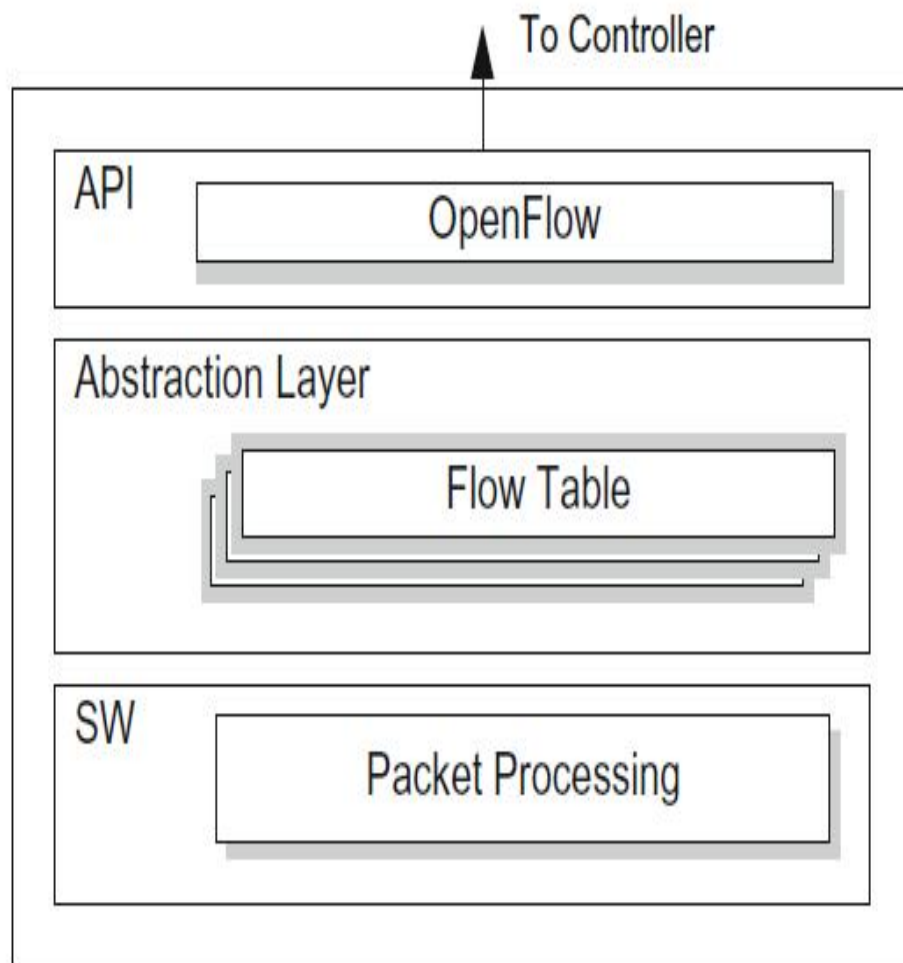 To Controller
API
OpenFlow
Abstraction Layer
Flow Table
SW
Packet Processing